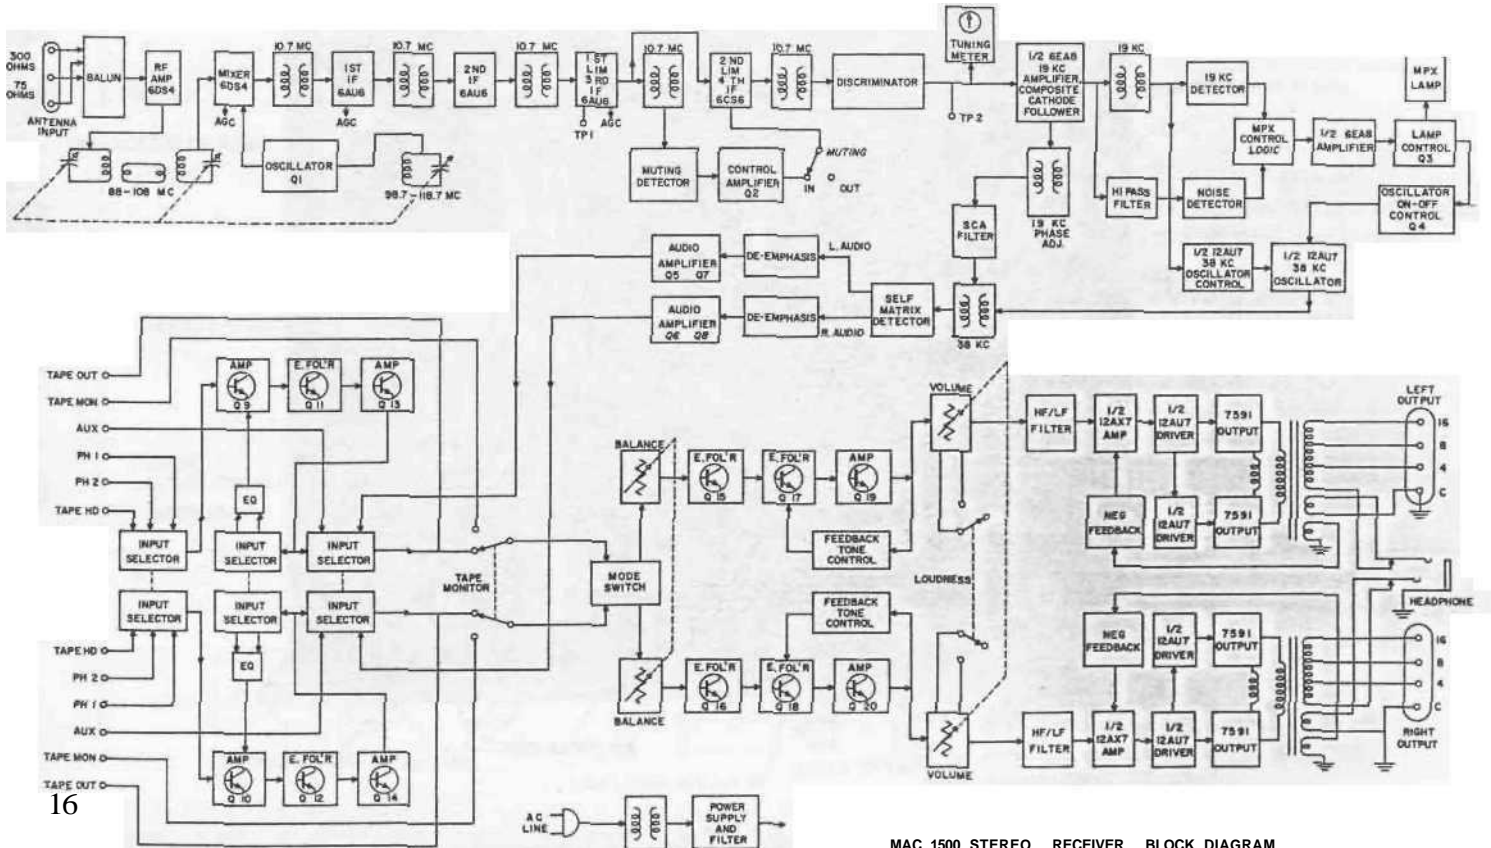 300
OHMS
75
OHMS
ANTENNA
INPUT
BALUN
RF
AMP
6DS4
MIXER
6DS4
AGC
10.7 MC
1ST
IF
6AU6
AGC
10.7 MC
2ND
IF
6AU6
10.7 MC
1 ST
LIM
3 RD
IF
6AU6
TP1
AGC
10.7 MC
2ND
LIM
4 TH
IF
6CS6
10.7 MC
DISCRIMINATOR
TUNING
METER
TP2
1/2 6EA8
19 KC
AMPLIFIER
COMPOSITE
CATHODE
FOLLOWER
19 KC
19 KC
DETECTOR
MPX
LAMP
MPX
CONTROL
LOGIC
1/2 6EA8
AMPLIFIER
LAMP
CONTROL
Q3
88-108 MC
OSCILLATOR
Q1
98.7-118.7 MC
MUTING
DETECTOR
CONTROL
AMPLIFIER
Q2
MUTING
IN
OUT
SCA
FILTER
19 KC
PHASE
ADJ.
HI PASS
FILTER
NOISE
DETECTOR
OSCILLATOR
ON-OFF
CONTROL
Q4
1/2 12AU7
38 KC
OSCILLATOR
CONTROL
1/2 12AU7
38 KC
OSCILLATOR
AUDIO
AMPLIFIER
Q5 Q7
DE-EMPHASIS
L. AUDIO
SELF
MATRIX
DETECTOR
38 KC
AUDIO
AMPLIFIER
Q6 Q8
DE-EMPHASIS
R. AUDIO
TAPE OUT
TAPE MON
AUX
PH 1
PH 2
TAPE HD
AMP
Q 9
E. FOL'R
Q 11
AMP
Q 13
EQ
INPUT
SELECTOR
INPUT
SELECTOR
INPUT
SELECTOR
TAPE
MONITOR
MODE
SWITCH
INPUT
SELECTOR
INPUT
SELECTOR
INPUT
SELECTOR
TAPE HD
PH 2
PH 1
AUX
TAPE MON
TAPE OUT
EQ
AMP
Q 10
E. FOL'R
Q 12
AMP
Q 14
BALANCE
E. FOL'R
Q 15
E. FOL'R
Q 17
AMP
Q 19
FEEDBACK
TONE
CONTROL
VOLUME
LOUDNESS
FEEDBACK
TONE
CONTROL
BALANCE
E. FOL'R
Q 16
E. FOL'R
Q 18
AMP
Q 20
VOLUME
HF/LF
FILTER
1/2
12AX7
AMP
1/2
12AU7
DRIVER
7591
OUTPUT
NEG
FEEDBACK
1/2
12AU7
DRIVER
7591
OUTPUT
LEFT
OUTPUT
16
8
4
C
HEADPHONE
NEG
FEEDBACK
1/2
12AU7
DRIVER
7591
OUTPUT
HF/LF
FILTER
1/2
12AX7
AMP
1/2
12AU7
DRIVER
7591
OUTPUT
16
8
4
C
RIGHT
OUTPUT
AC
LINE
POWER
SUPPLY
AND
FILTER
16
MAC 1500 STEREO RECEIVER BLOCK DIAGRAM